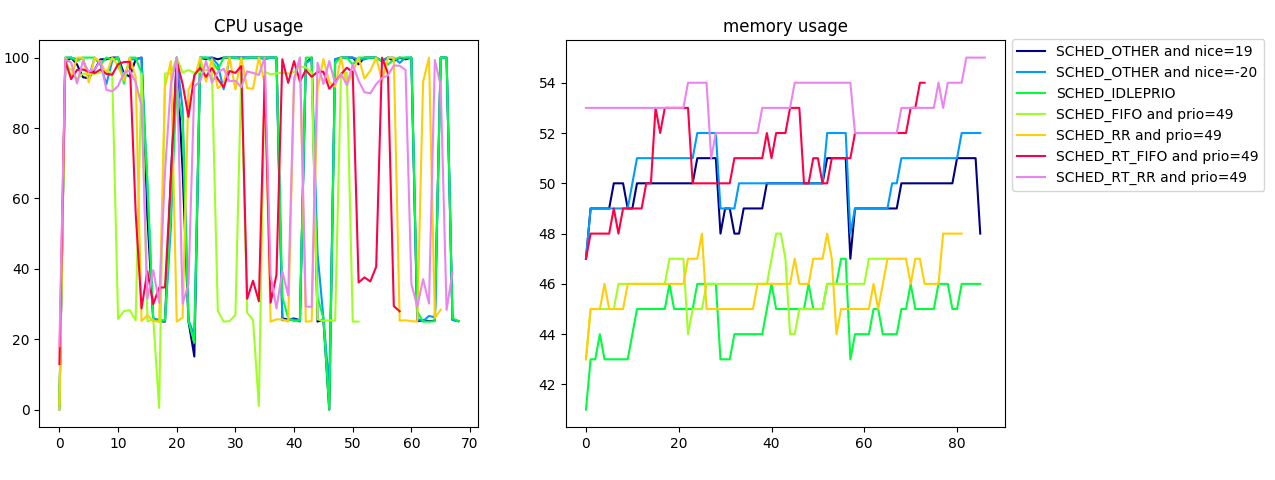 CPU usage
100
80
60
40
20
0
0 10 20 30 40 50 60 70
memory usage
54
52
50
48
46
44
42
0 20 40 60 80
SCHED_OTHER and nice=19
SCHED_OTHER and nice=-20
SCHED_IDLEPRIO
SCHED_FIFO and prio=49
SCHED_RR and prio=49
SCHED_RT_FIFO and prio=49
SCHED_RT_RR and prio=49